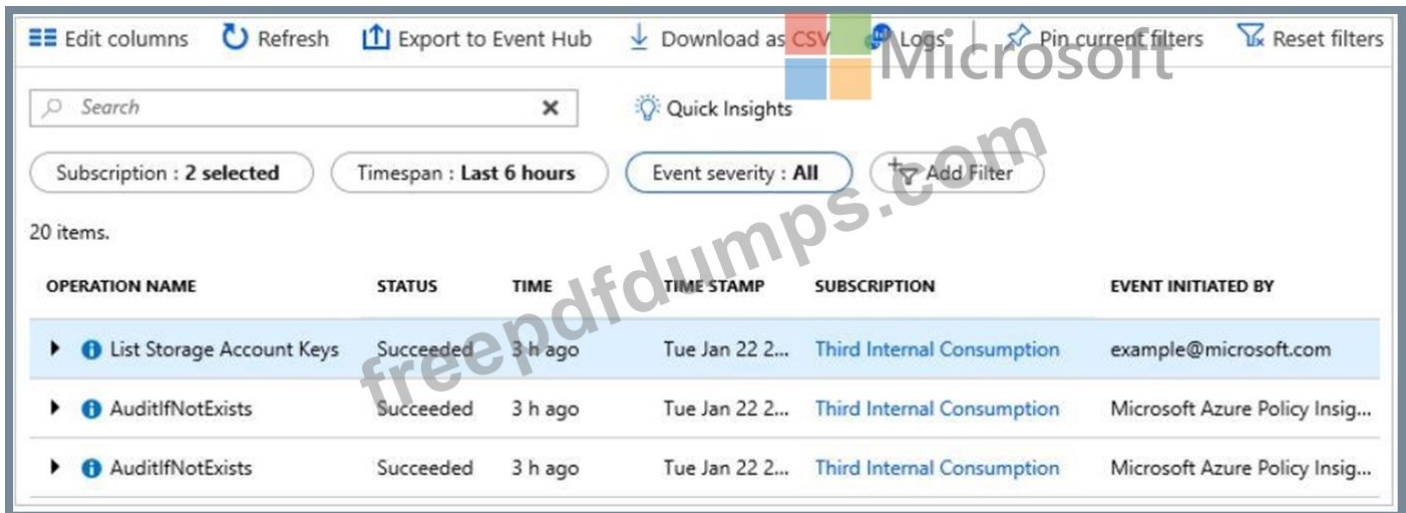 Edit columns Refresh Export to Event Hub Download as CSV Logs Pin current filters Reset filters
Microsoft
Search Quick Insights
Subscription : 2 selected Timespan : Last 6 hours Event severity : All Add Filter
20 items.
OPERATION NAME STATUS TIME TIME STAMP SUBSCRIPTION EVENT INITIATED BY
List Storage Account Keys Succeeded 3 h ago Tue Jan 22 2... Third Internal Consumption example@microsoft.com
AuditIfNotExists Succeeded 3 h ago Tue Jan 22 2... Third Internal Consumption Microsoft Azure Policy Insig...
AuditIfNotExists Succeeded 3 h ago Tue Jan 22 2... Third Internal Consumption Microsoft Azure Policy Insig...
freepdfdumps.com